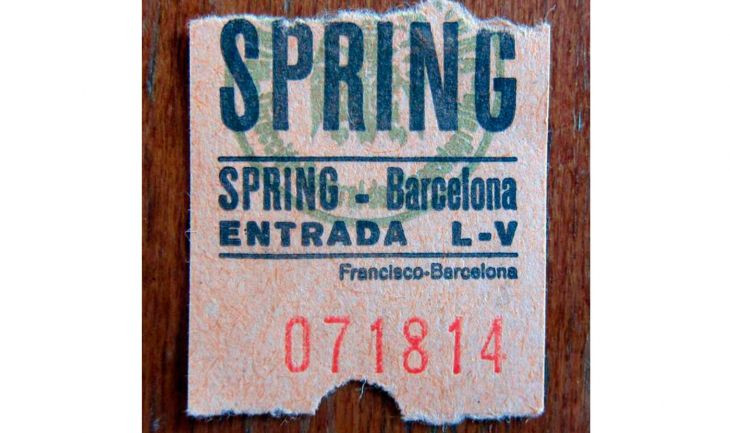 SPRING
SPRING - Barcelona
ENTRADA L-V
Francisco-Barcelona
071814